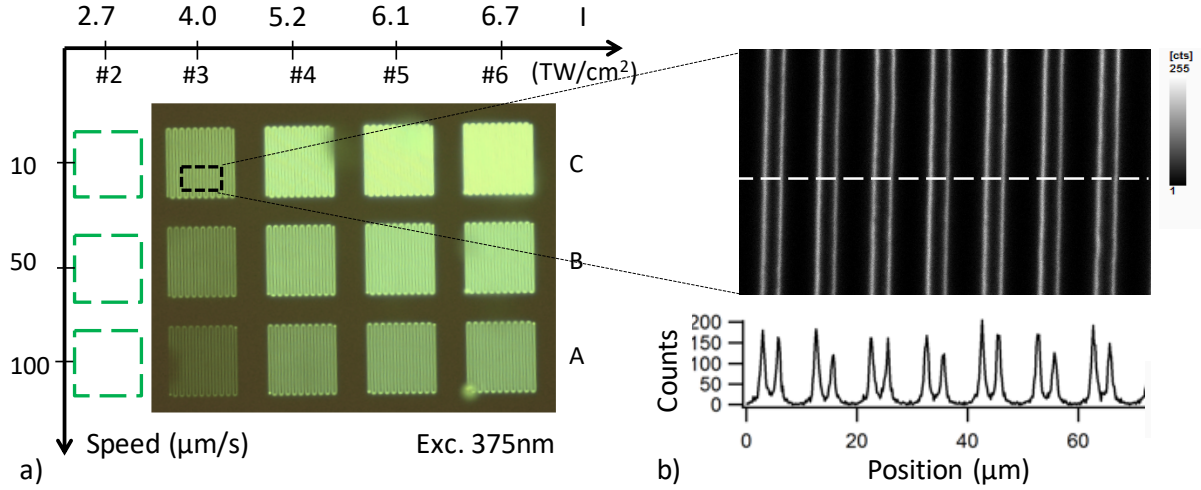 2.7 4.0 5.2 6.1 6.7 I
#2 #3 #4 #5 #6 (TW/cm²)
10 C
50 B
100 A
Speed (μm/s) Exc. 375nm
a)
[cts]
255
1
200
150
100
50
0
Counts
0 20 40 60
Position (μm)
b)